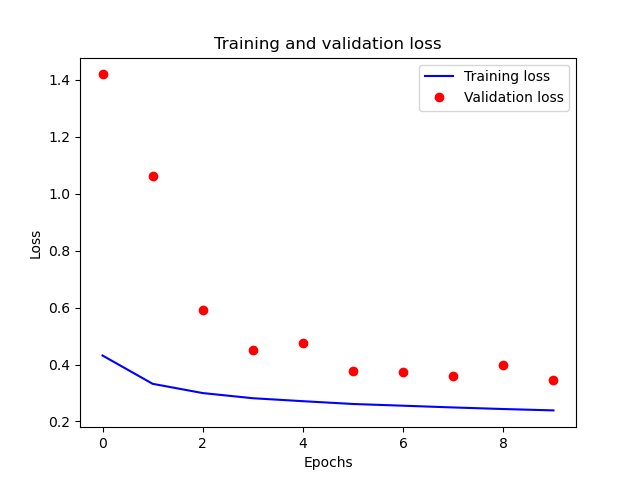 Training and validation loss
Training loss
Validation loss
1.4
1.2
1.0
0.8
0.6
0.4
0.2
Loss
0 2 4 6 8
Epochs